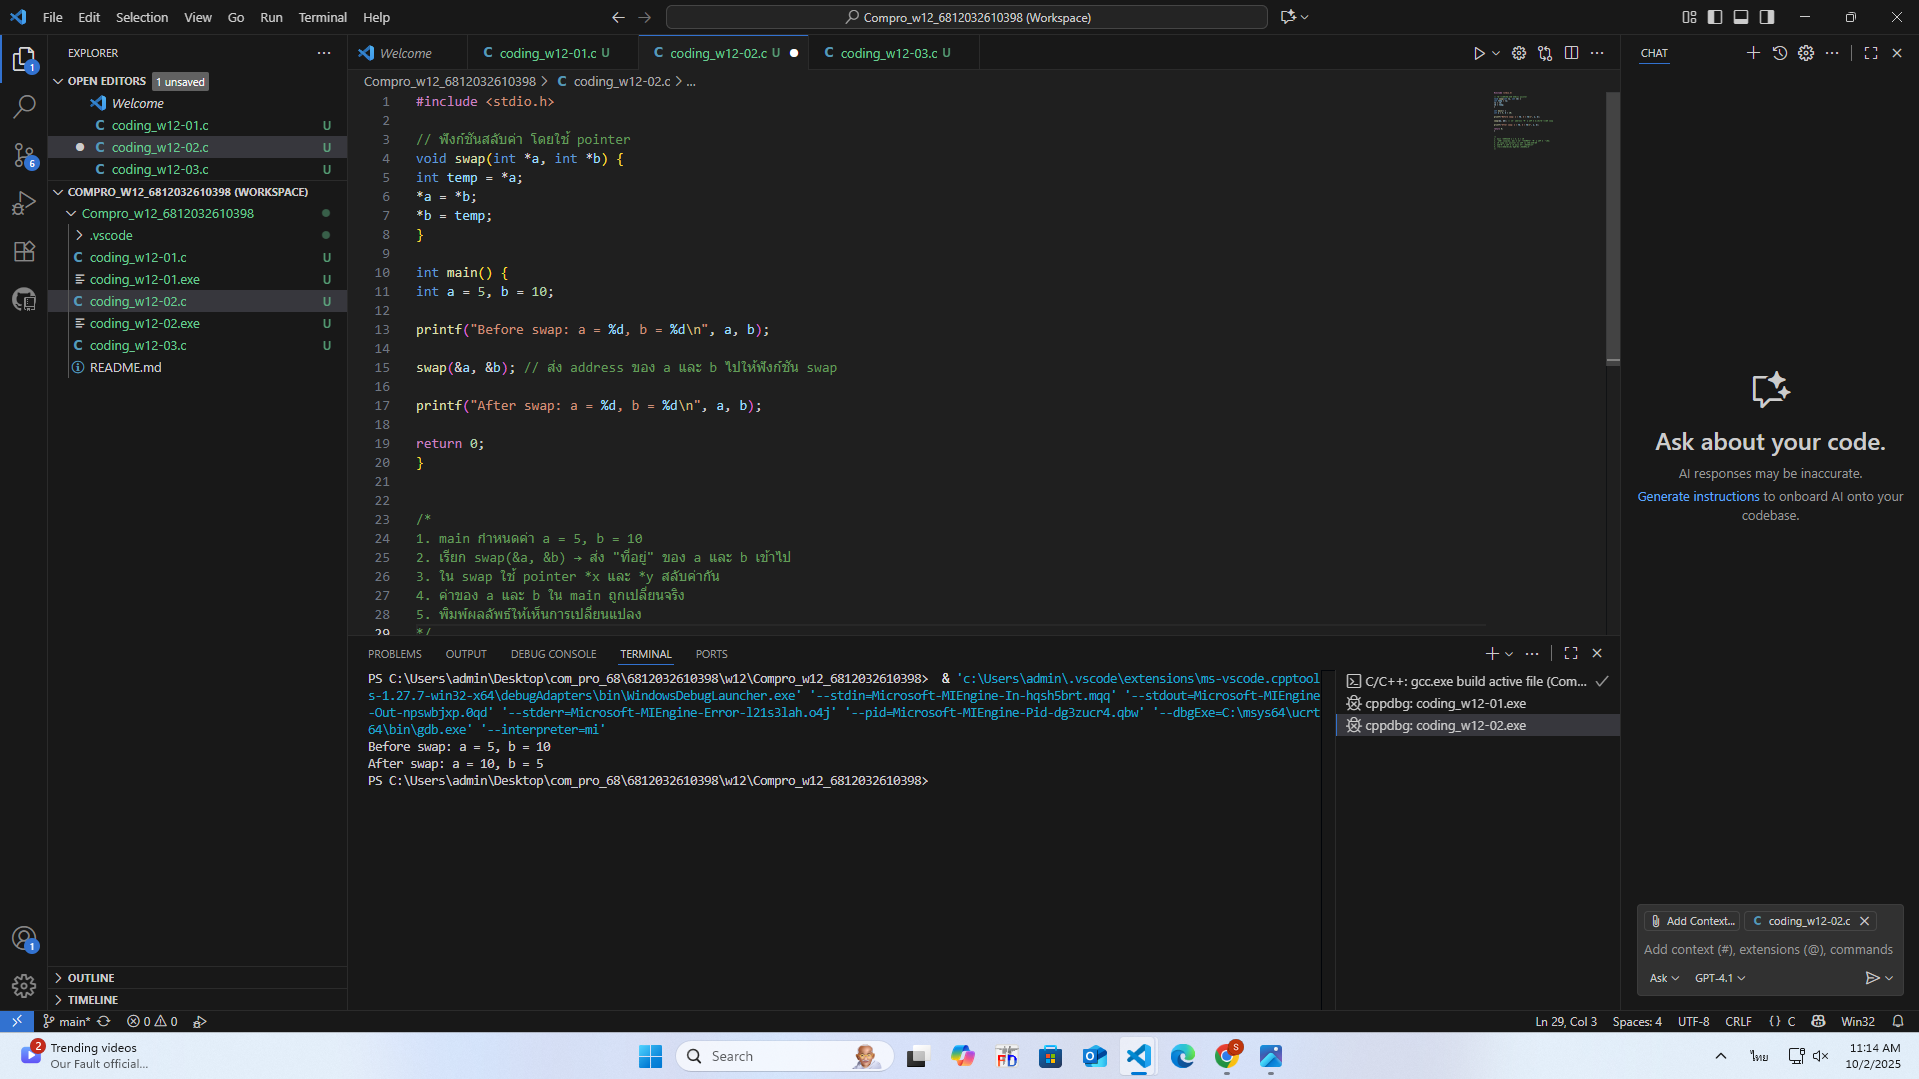 File Edit Selection View Go Run Terminal Help
Compro_w12_6812032610398 (Workspace)
EXPLORER
OPEN EDITORS 1 unsaved
Welcome
coding_w12-01.c U
coding_w12-02.c U
coding_w12-03.c U
COMPRO_W12_6812032610398 (WORKSPACE)
Compro_w12_6812032610398
.vscode
coding_w12-01.c U
coding_w12-01.exe U
coding_w12-02.c U
coding_w12-02.exe U
coding_w12-03.c U
README.md
OUTLINE
TIMELINE
Welcome
coding_w12-01.c U
coding_w12-02.c U
coding_w12-03.c U
Compro_w12_6812032610398 > C coding_w12-02.c > ...
1 #include <stdio.h>
2
3 // ฟังก์ชันสลับค่า โดยใช้ pointer
4 void swap(int *a, int *b) {
5 int temp = *a;
6 *a = *b;
7 *b = temp;
8 }
9
10 int main() {
11 int a = 5, b = 10;
12
13 printf("Before swap: a = %d, b = %d\n", a, b);
14
15 swap(&a, &b); // ส่ง address ของ a และ b ไปให้ฟังก์ชัน swap
16
17 printf("After swap: a = %d, b = %d\n", a, b);
18
19 return 0;
20 }
21
22
23 /*
24 1. main กำหนดค่า a = 5, b = 10
25 2. เรียก swap(&a, &b) → ส่ง "ที่อยู่" ของ a และ b เข้าไป
26 3. ใน swap ใช้ pointer *x และ *y สลับค่ากัน
27 4. ค่าของ a และ b ใน main ถูกเปลี่ยนจริง
28 5. พิมพ์ผลลัพธ์ให้เห็นการเปลี่ยนแปลง
29 */
PROBLEMS OUTPUT DEBUG CONSOLE TERMINAL PORTS
PS C:\Users\admin\Desktop\com_pro_68\6812032610398\w12\Compro_w12_6812032610398> & 'c:\Users\admin\.vscode\extensions\ms-vscode.cpptool
s-1.27.7-win32-x64\debugAdapters\bin\WindowsDebugLauncher.exe' '--stdin=Microsoft-MIEngine-In-hqsh5brt.mqq' '--stdout=Microsoft-MIEngine
-Out-npswbjxp.0qd' '--stderr=Microsoft-MIEngine-Error-l21s3lah.o4j' '--pid=Microsoft-MIEngine-Pid-dg3zucr4.qbw' '--dbgExe=C:\msys64\ucrt
64\bin\gdb.exe' '--interpreter=mi'
Before swap: a = 5, b = 10
After swap: a = 10, b = 5
PS C:\Users\admin\Desktop\com_pro_68\6812032610398\w12\Compro_w12_6812032610398>
C/C++: gcc.exe build active file (Com...
cppdbg: coding_w12-01.exe
cppdbg: coding_w12-02.exe
CHAT
Ask about your code.
AI responses may be inaccurate.
Generate instructions to onboard AI onto your
codebase.
Add Context... C coding_w12-02.c
Add context (#), extensions (@), commands
Ask GPT-4.1
main* 0 0
Ln 29, Col 3 Spaces: 4 UTF-8 CRLF {} C Win32
2 Trending videos
Our Fault official...
Search
ไทย
11:14 AM
10/2/2025